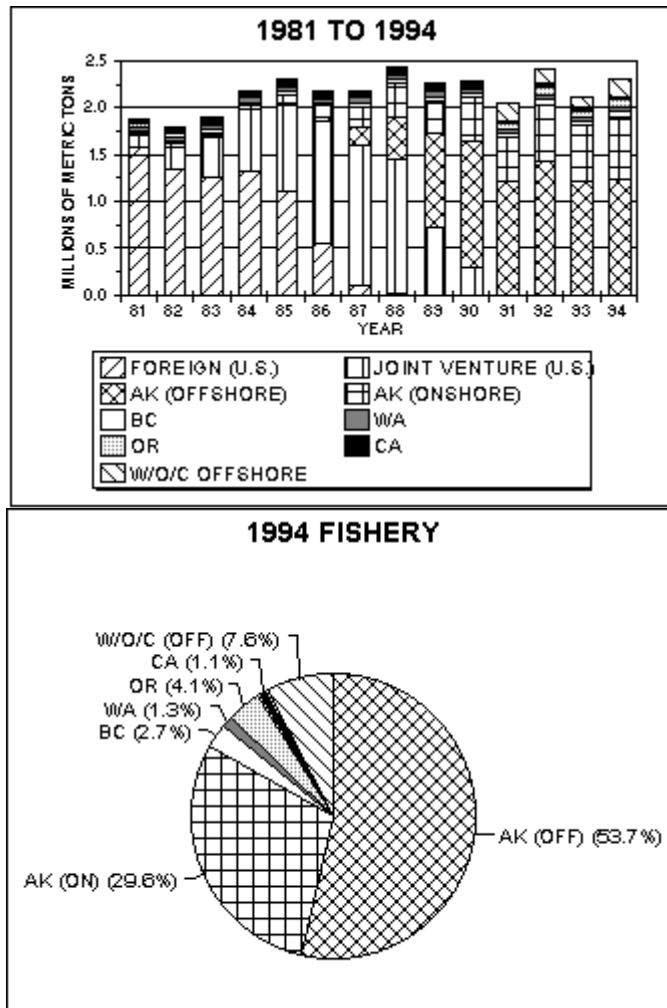 1981 TO 1994
MILLIONS OF METRIC TONS
2.5
2.0
1.5
1.0
0.5
0.0
81 82 83 84 85 86 87 88 89 90 91 92 93 94
YEAR
FOREIGN (U.S.) JOINT VENTURE (U.S.)
AK (OFFSHORE) AK (ONSHORE)
BC WA
OR CA
W/O/C OFFSHORE
1994 FISHERY
W/O/C (OFF) (7.6%)
CA (1.1%)
OR (4.1%)
WA (1.3%)
BC (2.7%)
AK (OFF) (53.7%)
AK (ON) (29.6%)